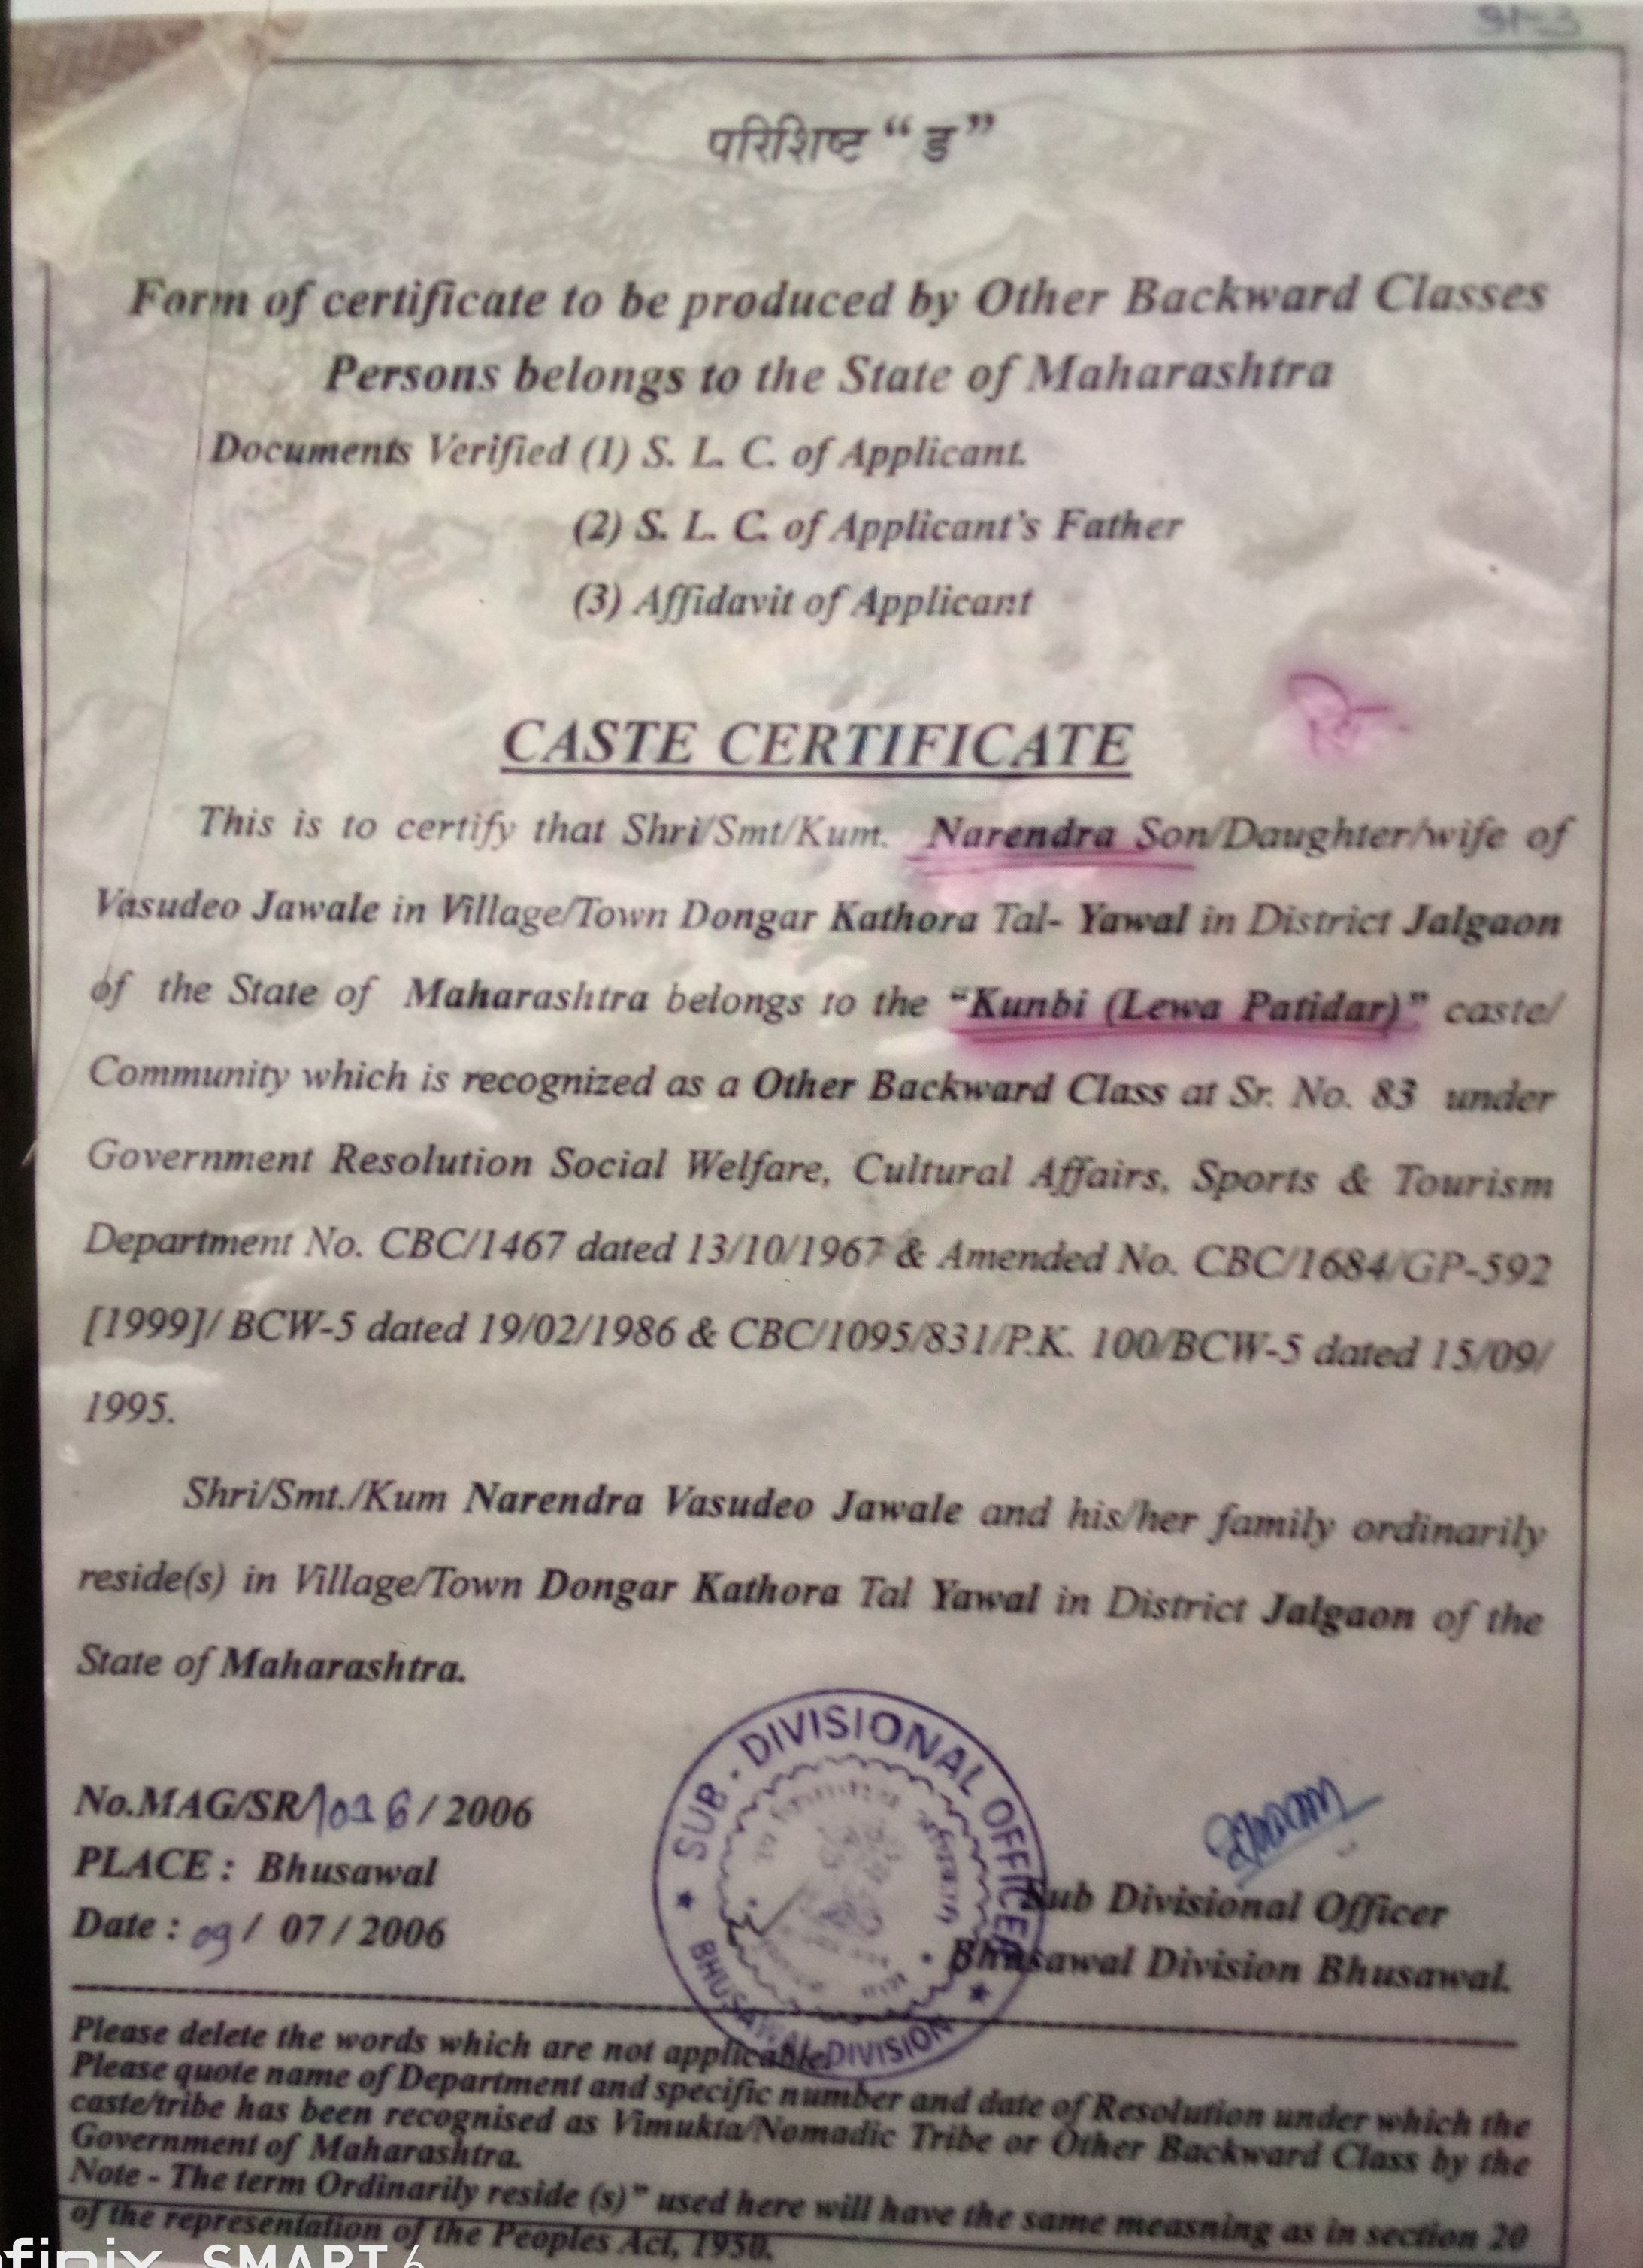 परिशिष्ट “ ड ”
Form of certificate to be produced by Other Backward Classes
Persons belongs to the State of Maharashtra
Documents Verified (1) S. L. C. of Applicant.
(2) S. L. C. of Applicant's Father
(3) Affidavit of Applicant
CASTE CERTIFICATE
This is to certify that Shri/Smt/Kum. Narendra Son/Daughter/wife of
Vasudeo Jawale in Village/Town Dongar Kathora Tal- Yawal in District Jalgaon
of the State of Maharashtra belongs to the “Kunbi (Lewa Patidar)” caste/
Community which is recognized as a Other Backward Class at Sr. No. 83 under
Government Resolution Social Welfare, Cultural Affairs, Sports & Tourism
Department No. CBC/1467 dated 13/10/1967 & Amended No. CBC/1684/GP-592
[1999]/ BCW-5 dated 19/02/1986 & CBC/1095/831/P.K. 100/BCW-5 dated 15/09/
1995.
Shri/Smt./Kum Narendra Vasudeo Jawale and his/her family ordinarily
reside(s) in Village/Town Dongar Kathora Tal Yawal in District Jalgaon of the
State of Maharashtra.
No.MAG/SR/1036 / 2006
PLACE : Bhusawal
Date : 09 / 07 / 2006
SUB - DIVISIONAL OFFICER
BHUSAWAL DIVISION
Sub Divisional Officer
Bhusawal Division Bhusawal.
Please delete the words which are not applicable.
Please quote name of Department and specific number and date of Resolution under which the
caste/tribe has been recognised as Vimukta/Nomadic Tribe or Other Backward Class by the
Government of Maharashtra.
Note - The term Ordinarily reside (s)” used here will have the same measning as in section 20
of the representation of the Peoples Act, 1950.
SMART 6